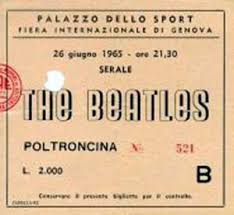 PALAZZO DELLO SPORT
FIERA INTERNAZIONALE DI GENOVA
26 giugno 1965 - ore 21,30
SERALE
THE BEATLES
POLTRONCINA № 521
L. 2.000 B
Conservare il presente biglietto per il controllo.